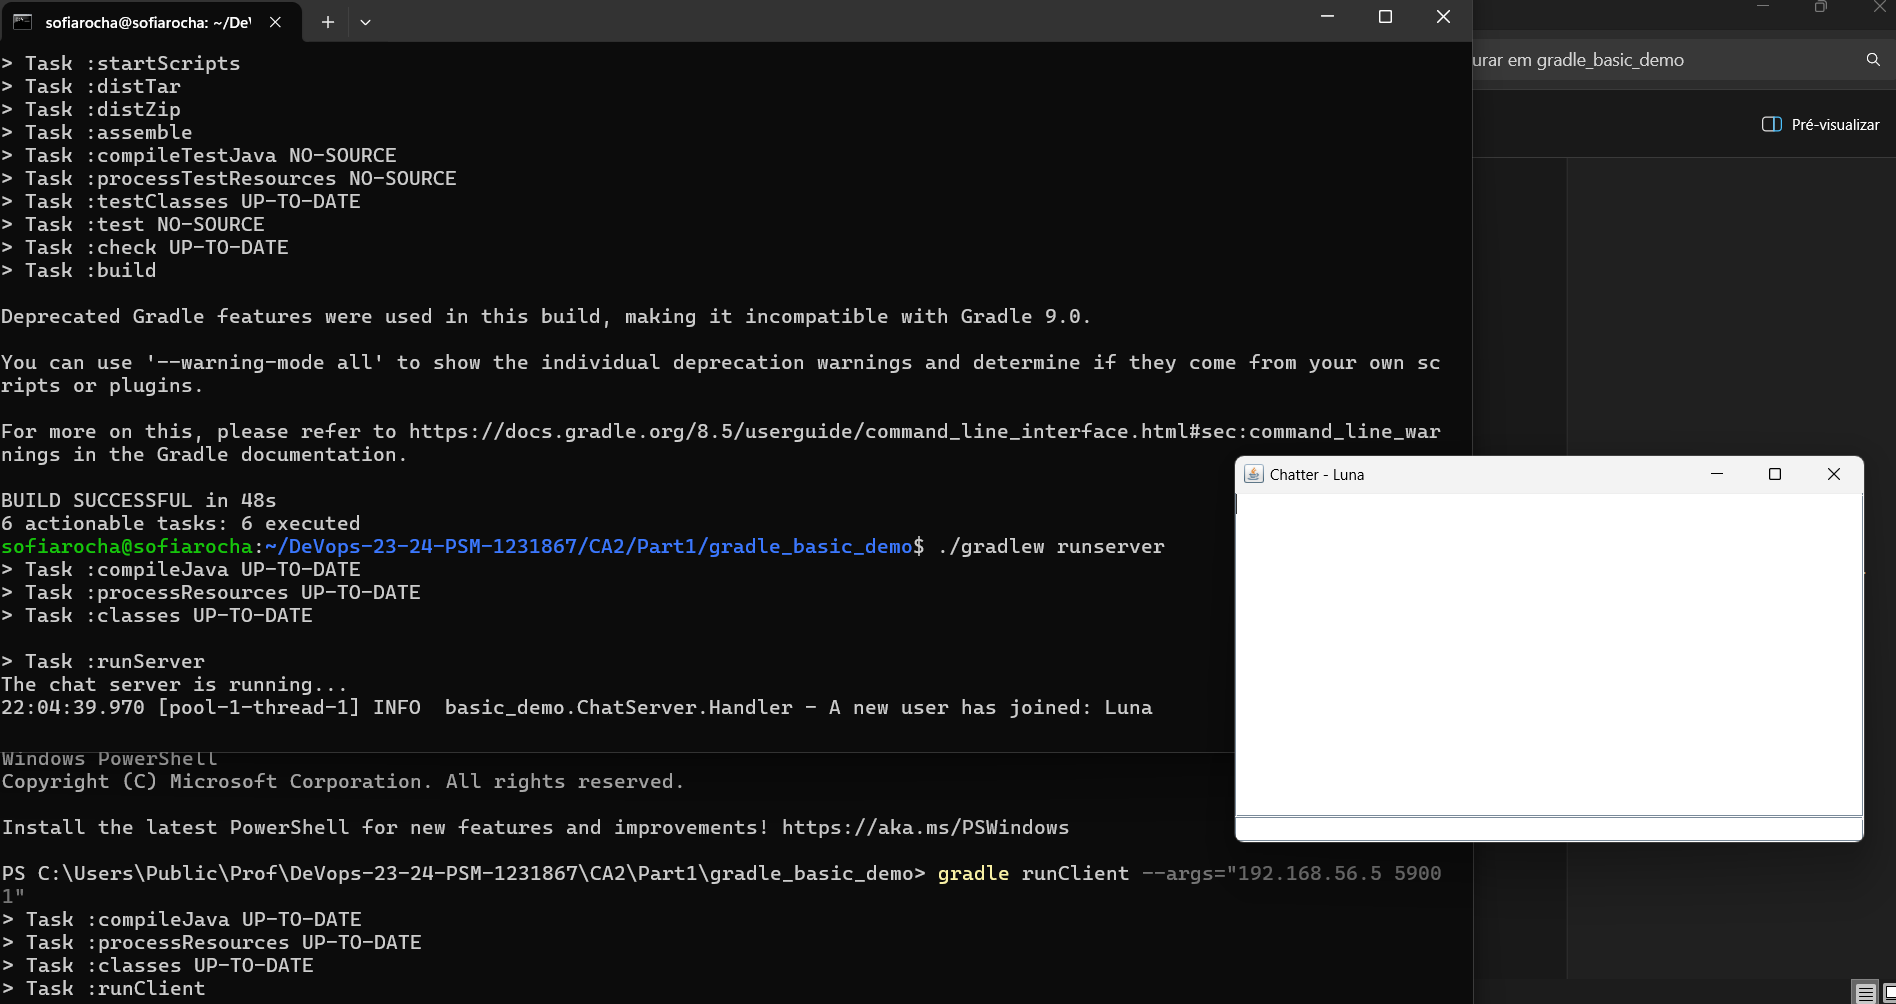 sofiarocha@sofiarocha: ~/De
urar em gradle_basic_demo
Pré-visualizar
> Task :startScripts
> Task :distTar
> Task :distZip
> Task :assemble
> Task :compileTestJava NO-SOURCE
> Task :processTestResources NO-SOURCE
> Task :testClasses UP-TO-DATE
> Task :test NO-SOURCE
> Task :check UP-TO-DATE
> Task :build
Deprecated Gradle features were used in this build, making it incompatible with Gradle 9.0.
You can use '--warning-mode all' to show the individual deprecation warnings and determine if they come from your own sc
ripts or plugins.
For more on this, please refer to https://docs.gradle.org/8.5/userguide/command_line_interface.html#sec:command_line_war
nings in the Gradle documentation.
BUILD SUCCESSFUL in 48s
6 actionable tasks: 6 executed
sofiarocha@sofiarocha:~/DeVops-23-24-PSM-1231867/CA2/Part1/gradle_basic_demo$ ./gradlew runserver
> Task :compileJava UP-TO-DATE
> Task :processResources UP-TO-DATE
> Task :classes UP-TO-DATE
> Task :runServer
The chat server is running...
22:04:39.970 [pool-1-thread-1] INFO  basic_demo.ChatServer.Handler - A new user has joined: Luna
Chatter - Luna
Windows PowerShell
Copyright (C) Microsoft Corporation. All rights reserved.
Install the latest PowerShell for new features and improvements! https://aka.ms/PSWindows
PS C:\Users\Public\Prof\DeVops-23-24-PSM-1231867\CA2\Part1\gradle_basic_demo> gradle runClient --args="192.168.56.5 5900
1"
> Task :compileJava UP-TO-DATE
> Task :processResources UP-TO-DATE
> Task :classes UP-TO-DATE
> Task :runClient